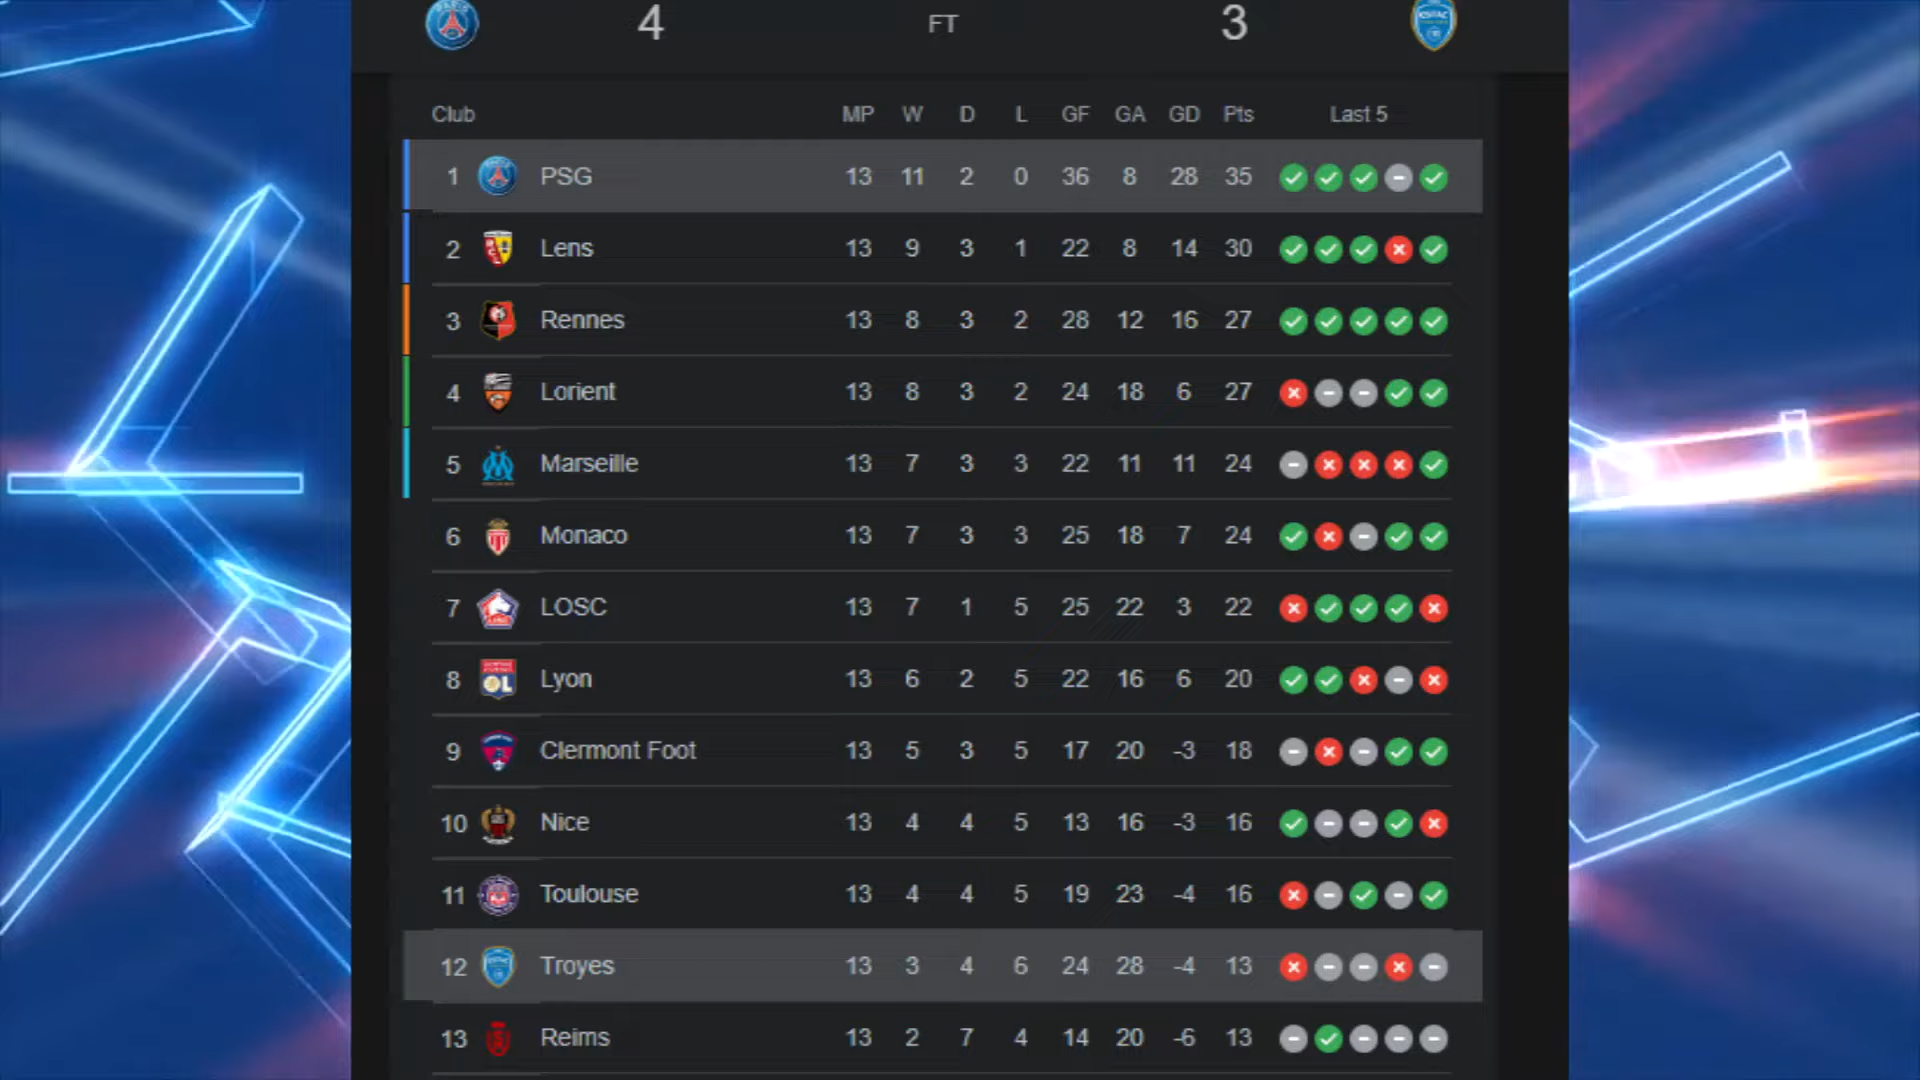 4 FT 3
Club MP W D L GF GA GD Pts Last 5
1 PSG 13 11 2 0 36 8 28 35
2 Lens 13 9 3 1 22 8 14 30
3 Rennes 13 8 3 2 28 12 16 27
4 Lorient 13 8 3 2 24 18 6 27
5 Marseille 13 7 3 3 22 11 11 24
6 Monaco 13 7 3 3 25 18 7 24
7 LOSC 13 7 1 5 25 22 3 22
8 Lyon 13 6 2 5 22 16 6 20
9 Clermont Foot 13 5 3 5 17 20 -3 18
10 Nice 13 4 4 5 13 16 -3 16
11 Toulouse 13 4 4 5 19 23 -4 16
12 Troyes 13 3 4 6 24 28 -4 13
13 Reims 13 2 7 4 14 20 -6 13